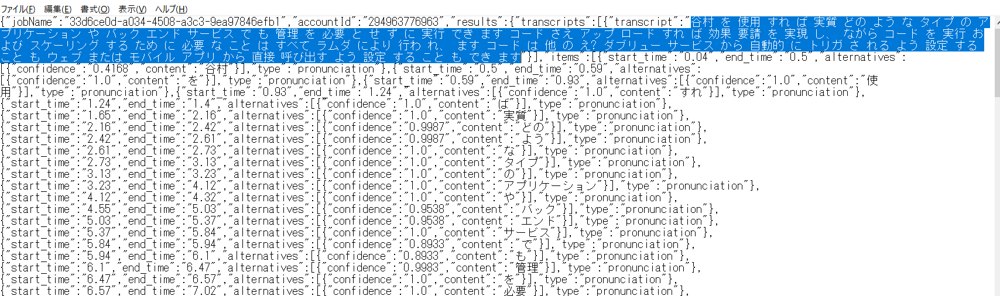 ファイル(F) 編集(E) 書式(O) 表示(V) ヘルプ(H)
{"jobName":"33d6ce0d-a034-4508-a3c3-9ea97846efb1","accountId":"294963776963","results":{"transcripts":[{"transcript":"谷村 を 使用 すれ ば 実質 どの よう な タイプ の ア
プリケーション や バック エンド サービス で も 管理 を 必要 と せ ず に 実行 でき ます コード さえ アップ ロード すれ ば 効果 要請 を 実現 し、 ながら コード を 実行 お
よび スケーリング する ため に 必要 な こと は すべて ラムダ により 行わ れ、 ます コード は 他 の え? ダブリュー サービス から 自動的 に トリガ さ れる よう 設定 する
こと も ウェブ または モバイル アプリ から 直接 呼び出す よう 設定 する こと も でき ます"}],"items":[{"start_time":"0.04","end_time":"0.5","alternatives":
[{"confidence":"0.4168","content":"谷村"}],"type":"pronunciation"},{"start_time":"0.5","end_time":"0.59","alternatives":
[{"confidence":"1.0","content":"を"}],"type":"pronunciation"},{"start_time":"0.59","end_time":"0.93","alternatives":[{"confidence":"1.0","content":"使
用"}],"type":"pronunciation"},{"start_time":"0.93","end_time":"1.24","alternatives":[{"confidence":"1.0","content":"すれ"}],"type":"pronunciation"},
{"start_time":"1.24","end_time":"1.4","alternatives":[{"confidence":"1.0","content":"ば"}],"type":"pronunciation"},
{"start_time":"1.65","end_time":"2.16","alternatives":[{"confidence":"1.0","content":"実質"}],"type":"pronunciation"},
{"start_time":"2.16","end_time":"2.42","alternatives":[{"confidence":"0.9987","content":"どの"}],"type":"pronunciation"},
{"start_time":"2.42","end_time":"2.61","alternatives":[{"confidence":"0.9987","content":"よう"}],"type":"pronunciation"},
{"start_time":"2.61","end_time":"2.73","alternatives":[{"confidence":"1.0","content":"な"}],"type":"pronunciation"},
{"start_time":"2.73","end_time":"3.13","alternatives":[{"confidence":"1.0","content":"タイプ"}],"type":"pronunciation"},
{"start_time":"3.13","end_time":"3.23","alternatives":[{"confidence":"1.0","content":"の"}],"type":"pronunciation"},
{"start_time":"3.23","end_time":"4.12","alternatives":[{"confidence":"1.0","content":"アプリケーション"}],"type":"pronunciation"},
{"start_time":"4.12","end_time":"4.32","alternatives":[{"confidence":"1.0","content":"や"}],"type":"pronunciation"},
{"start_time":"4.55","end_time":"5.03","alternatives":[{"confidence":"0.9538","content":"バック"}],"type":"pronunciation"},
{"start_time":"5.03","end_time":"5.37","alternatives":[{"confidence":"0.9538","content":"エンド"}],"type":"pronunciation"},
{"start_time":"5.37","end_time":"5.84","alternatives":[{"confidence":"1.0","content":"サービス"}],"type":"pronunciation"},
{"start_time":"5.84","end_time":"5.94","alternatives":[{"confidence":"0.8933","content":"で"}],"type":"pronunciation"},
{"start_time":"5.94","end_time":"6.1","alternatives":[{"confidence":"0.8933","content":"も"}],"type":"pronunciation"},
{"start_time":"6.1","end_time":"6.47","alternatives":[{"confidence":"0.9983","content":"管理"}],"type":"pronunciation"},
{"start_time":"6.47","end_time":"6.57","alternatives":[{"confidence":"1.0","content":"を"}],"type":"pronunciation"},
{"start_time":"6.57","end_time":"7.02","alternatives":[{"confidence":"1.0","content":"必要"}],"type":"pronunciation"},